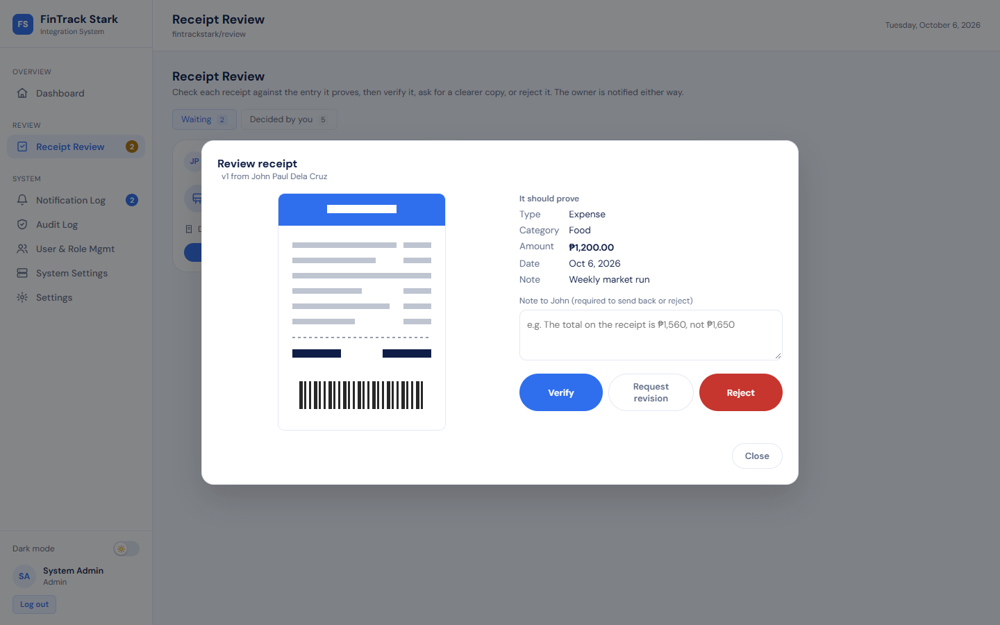 FS
FinTrack Stark
Integration System
OVERVIEW
Dashboard
REVIEW
Receipt Review 2
SYSTEM
Notification Log 2
Audit Log
User & Role Mgmt
System Settings
Settings
Dark mode
SA
System Admin
Admin
Log out
Receipt Review
fintrackstark/review
Tuesday, October 6, 2026
Receipt Review
Check each receipt against the entry it proves, then verify it, ask for a clearer copy, or reject it. The owner is notified either way.
Waiting 2
Decided by you 5
JP
Review receipt
v1 from John Paul Dela Cruz
It should prove
Type Expense
Category Food
Amount ₱1,200.00
Date Oct 6, 2026
Note Weekly market run
Note to John (required to send back or reject)
e.g. The total on the receipt is ₱1,560, not ₱1,650
Verify
Request
revision
Reject
Close